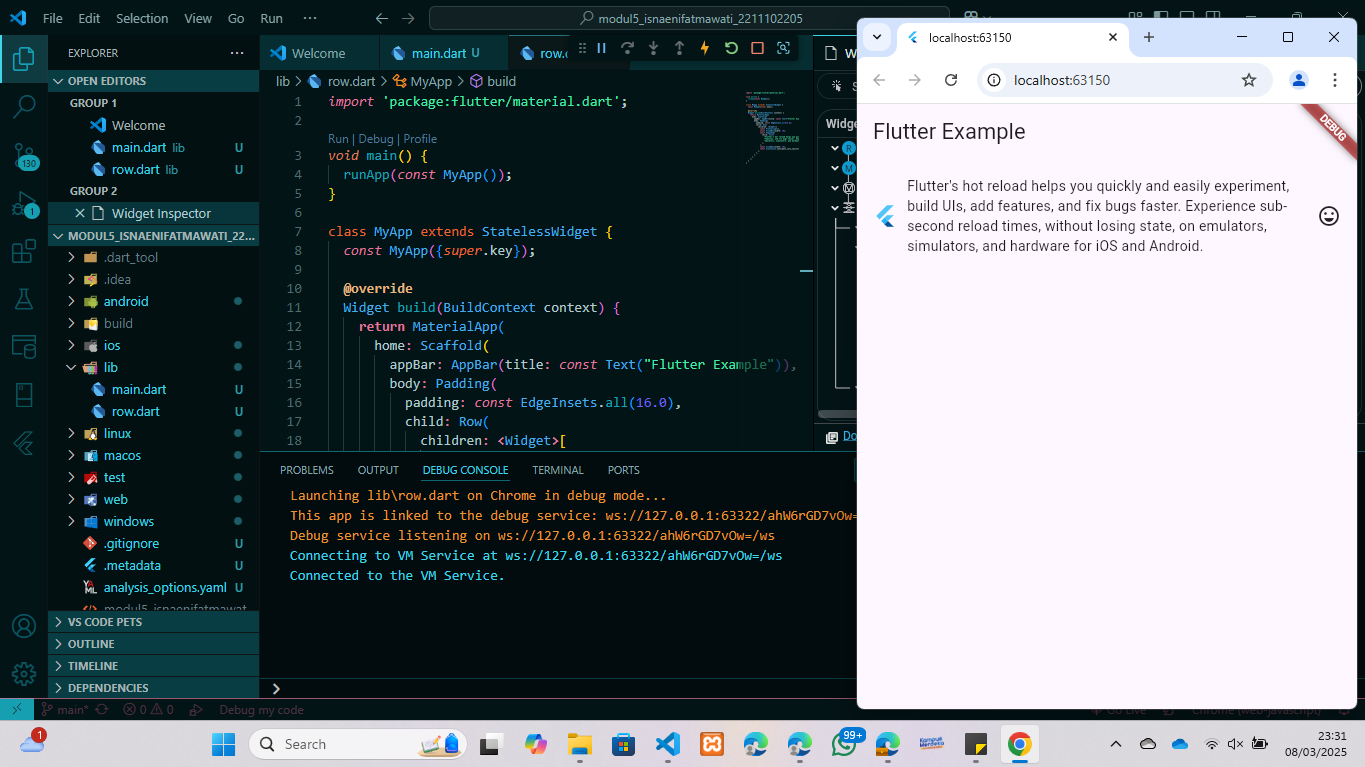 File Edit Selection View Go Run ···
modul5_isnaenifatmawati_2211102205
EXPLORER
OPEN EDITORS
GROUP 1
Welcome
main.dart lib U
row.dart lib U
GROUP 2
Widget Inspector
MODUL5_ISNAENIFATMAWATI_22...
.dart_tool
.idea
android
build
ios
lib
main.dart U
row.dart U
linux
macos
test
web
windows
.gitignore U
.metadata U
analysis_options.yaml U
modul5_isnaenifatmawat
VS CODE PETS
OUTLINE
TIMELINE
DEPENDENCIES
130
1
Welcome
main.dart U
row.c
lib > row.dart > MyApp > build
1 import 'package:flutter/material.dart';
2
Run | Debug | Profile
3 void main() {
4 runApp(const MyApp());
5 }
6
7 class MyApp extends StatelessWidget {
8 const MyApp({super.key});
9
10 @override
11 Widget build(BuildContext context) {
12 return MaterialApp(
13 home: Scaffold(
14 appBar: AppBar(title: const Text("Flutter Example")),
15 body: Padding(
16 padding: const EdgeInsets.all(16.0),
17 child: Row(
18 children: <Widget>[
W
S
Widge
R
M
Do
PROBLEMS OUTPUT DEBUG CONSOLE TERMINAL PORTS
Launching lib\row.dart on Chrome in debug mode...
This app is linked to the debug service: ws://127.0.0.1:63322/ahW6rGD7vOw=
Debug service listening on ws://127.0.0.1:63322/ahW6rGD7vOw=/ws
Connecting to VM Service at ws://127.0.0.1:63322/ahW6rGD7vOw=/ws
Connected to the VM Service.
main* 0 0 Debug my code
Go Live Chrome (web-javascript)
localhost:63150
localhost:63150
DEBUG
Flutter Example
Flutter's hot reload helps you quickly and easily experiment,
build UIs, add features, and fix bugs faster. Experience sub-
second reload times, without losing state, on emulators,
simulators, and hardware for iOS and Android.
1
Search
99+
Kampus
Merdeka
23:31
08/03/2025